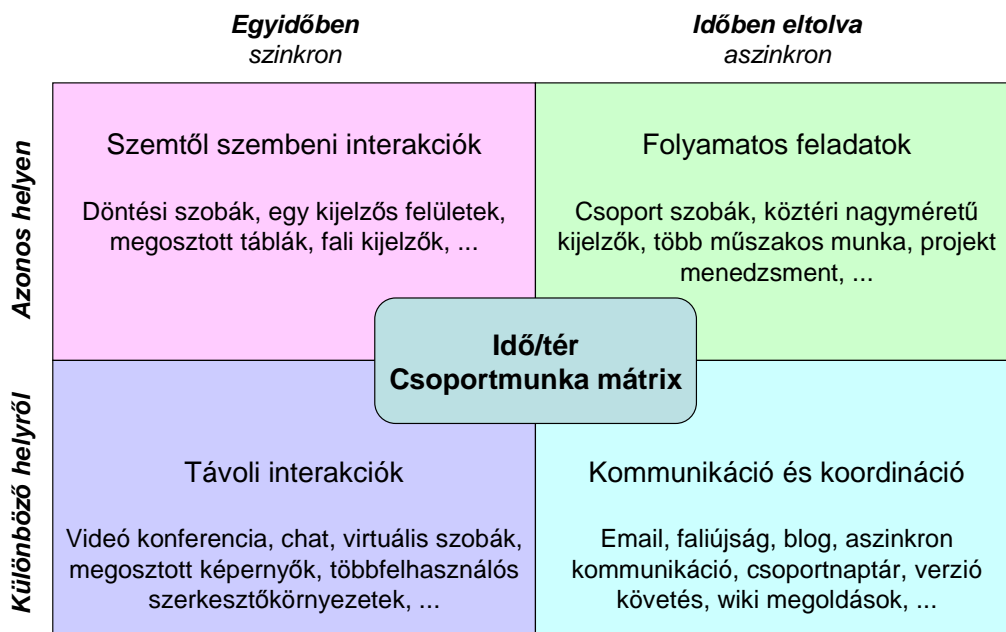 Egyidőben
szinkron
Időben eltolva
aszinkron
Azonos helyen
Szemtől szembeni interakciók
Döntési szobák, egy kijelzős felületek,
megosztott táblák, fali kijelzők, ...
Folyamatos feladatok
Csoport szobák, köztéri nagyméretű
kijelzők, több műszakos munka, projekt
menedzsment, ...
Idő/tér
Csoportmunka mátrix
Különböző helyről
Távoli interakciók
Videó konferencia, chat, virtuális szobák,
megosztott képernyők, többfelhasználós
szerkesztőkörnyezetek, ...
Kommunikáció és koordináció
Email, faliújság, blog, aszinkron
kommunikáció, csoportnaptár, verzió
követés, wiki megoldások, ...